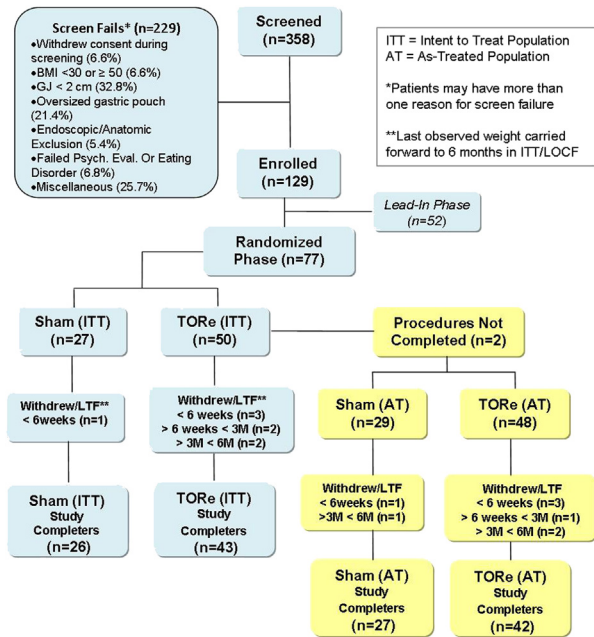 Screen Fails* (n=229)
•Withdrew consent during
screening (6.6%)
•BMI <30 or ≥ 50 (6.6%)
•GJ < 2 cm (32.8%)
•Oversized gastric pouch
(21.4%)
•Endoscopic/Anatomic
Exclusion (5.4%)
•Failed Psych. Eval. Or Eating
Disorder (6.8%)
•Miscellaneous (25.7%)
Screened
(n=358)
ITT = Intent to Treat Population
AT = As-Treated Population
*Patients may have more than
one reason for screen failure
**Last observed weight carried
forward to 6 months in ITT/LOCF
Enrolled
(n=129)
Lead-In Phase
(n=52)
Randomized
Phase (n=77)
Sham (ITT)
(n=27)
TORe (ITT)
(n=50)
Procedures Not
Completed (n=2)
Withdrew/LTF**
< 6weeks (n=1)
Withdrew/LTF**
< 6 weeks (n=3)
> 6 weeks < 3M (n=2)
> 3M < 6M (n=2)
Sham (AT)
(n=29)
TORe (AT)
(n=48)
Withdrew/LTF
< 6weeks (n=1)
>3M < 6M (n=1)
Withdrew/LTF
< 6 weeks (n=3)
> 6 weeks < 3M (n=1)
> 3M < 6M (n=2)
Sham (ITT)
Study
Completers
(n=26)
TORe (ITT)
Study
Completers
(n=43)
Sham (AT)
Study
Completers
(n=27)
TORe (AT)
Study
Completers
(n=42)